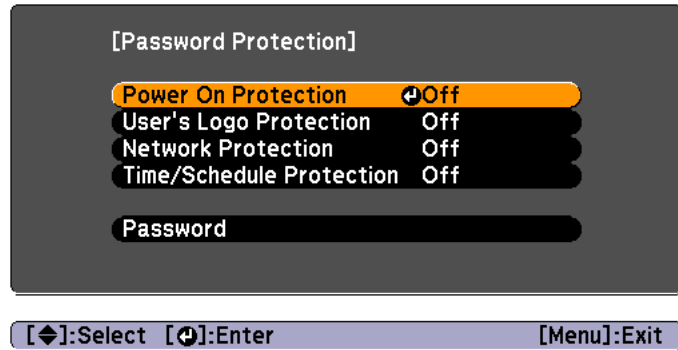 [Password Protection]
Power On Protection Off
User's Logo Protection Off
Network Protection Off
Time/Schedule Protection Off
Password
[◆]:Select [↵]:Enter [Menu]:Exit